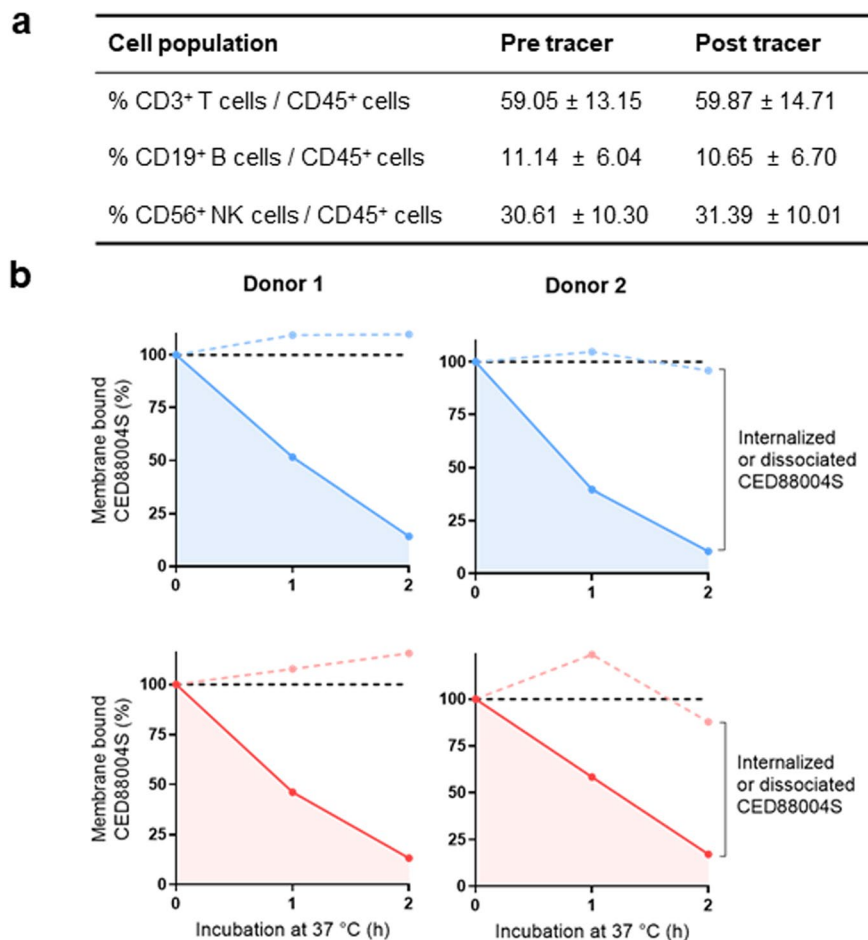 a
Cell population Pre tracer Post tracer
% CD3⁺ T cells / CD45⁺ cells 59.05 ± 13.15 59.87 ± 14.71
% CD19⁺ B cells / CD45⁺ cells 11.14 ± 6.04 10.65 ± 6.70
% CD56⁺ NK cells / CD45⁺ cells 30.61 ± 10.30 31.39 ± 10.01
b
Donor 1 Donor 2
Membrane bound
CED88004S (%)
100
75
50
25
0
0 1 2
100
75
50
25
0
0 1 2
Internalized
or dissociated
CED88004S
Membrane bound
CED88004S (%)
100
75
50
25
0
0 1 2
Incubation at 37 °C (h)
100
75
50
25
0
0 1 2
Incubation at 37 °C (h)
Internalized
or dissociated
CED88004S